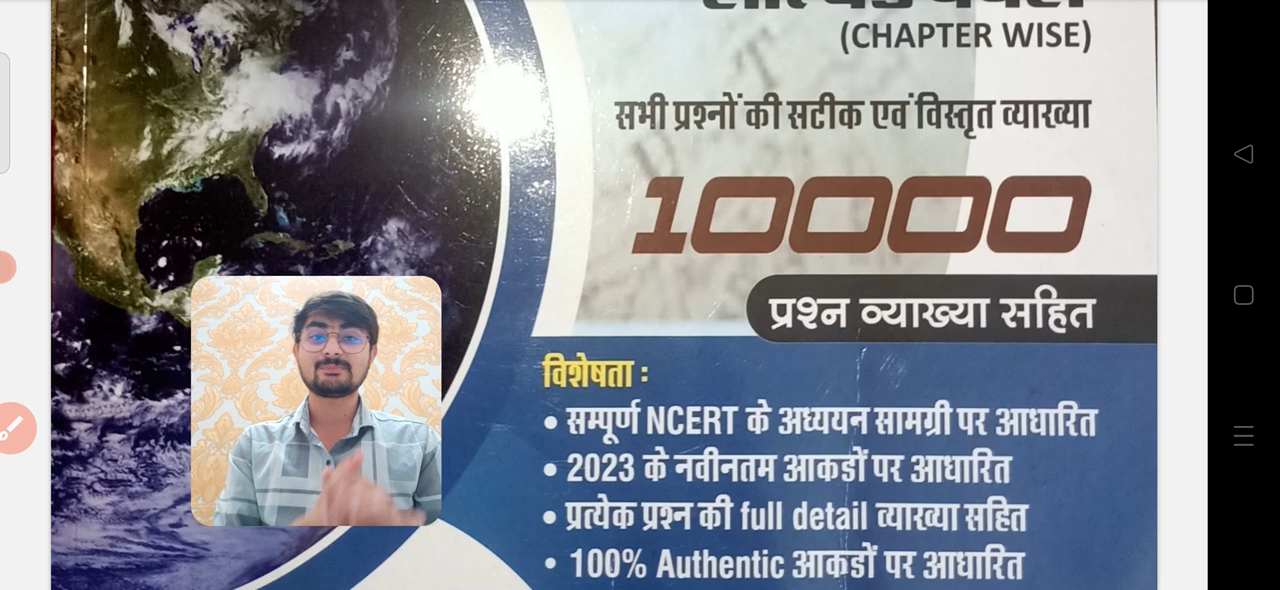 (CHAPTER WISE)
सभी प्रश्नों की सटीक एवं विस्तृत व्याख्या
10000
प्रश्न व्याख्या सहित
विशेषता :
• सम्पूर्ण NCERT के अध्ययन सामग्री पर आधारित
• 2023 के नवीनतम आकडों पर आधारित
• प्रत्येक प्रश्न की full detail व्याख्या सहित
• 100% Authentic आकडों पर आधारित